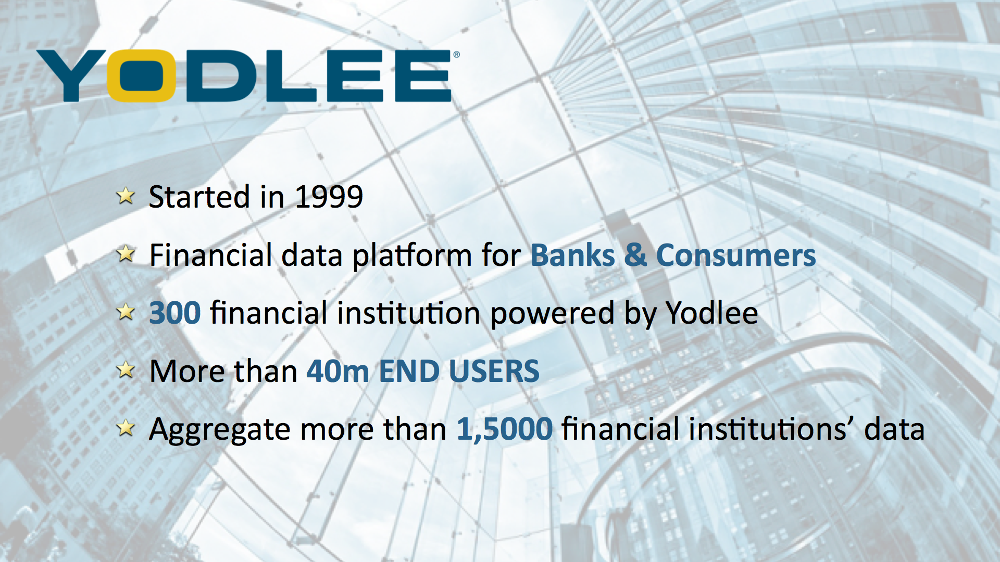 YODLEE®
Started in 1999
Financial data platform for Banks & Consumers
300 financial institution powered by Yodlee
More than 40m END USERS
Aggregate more than 1,5000 financial institutions’ data